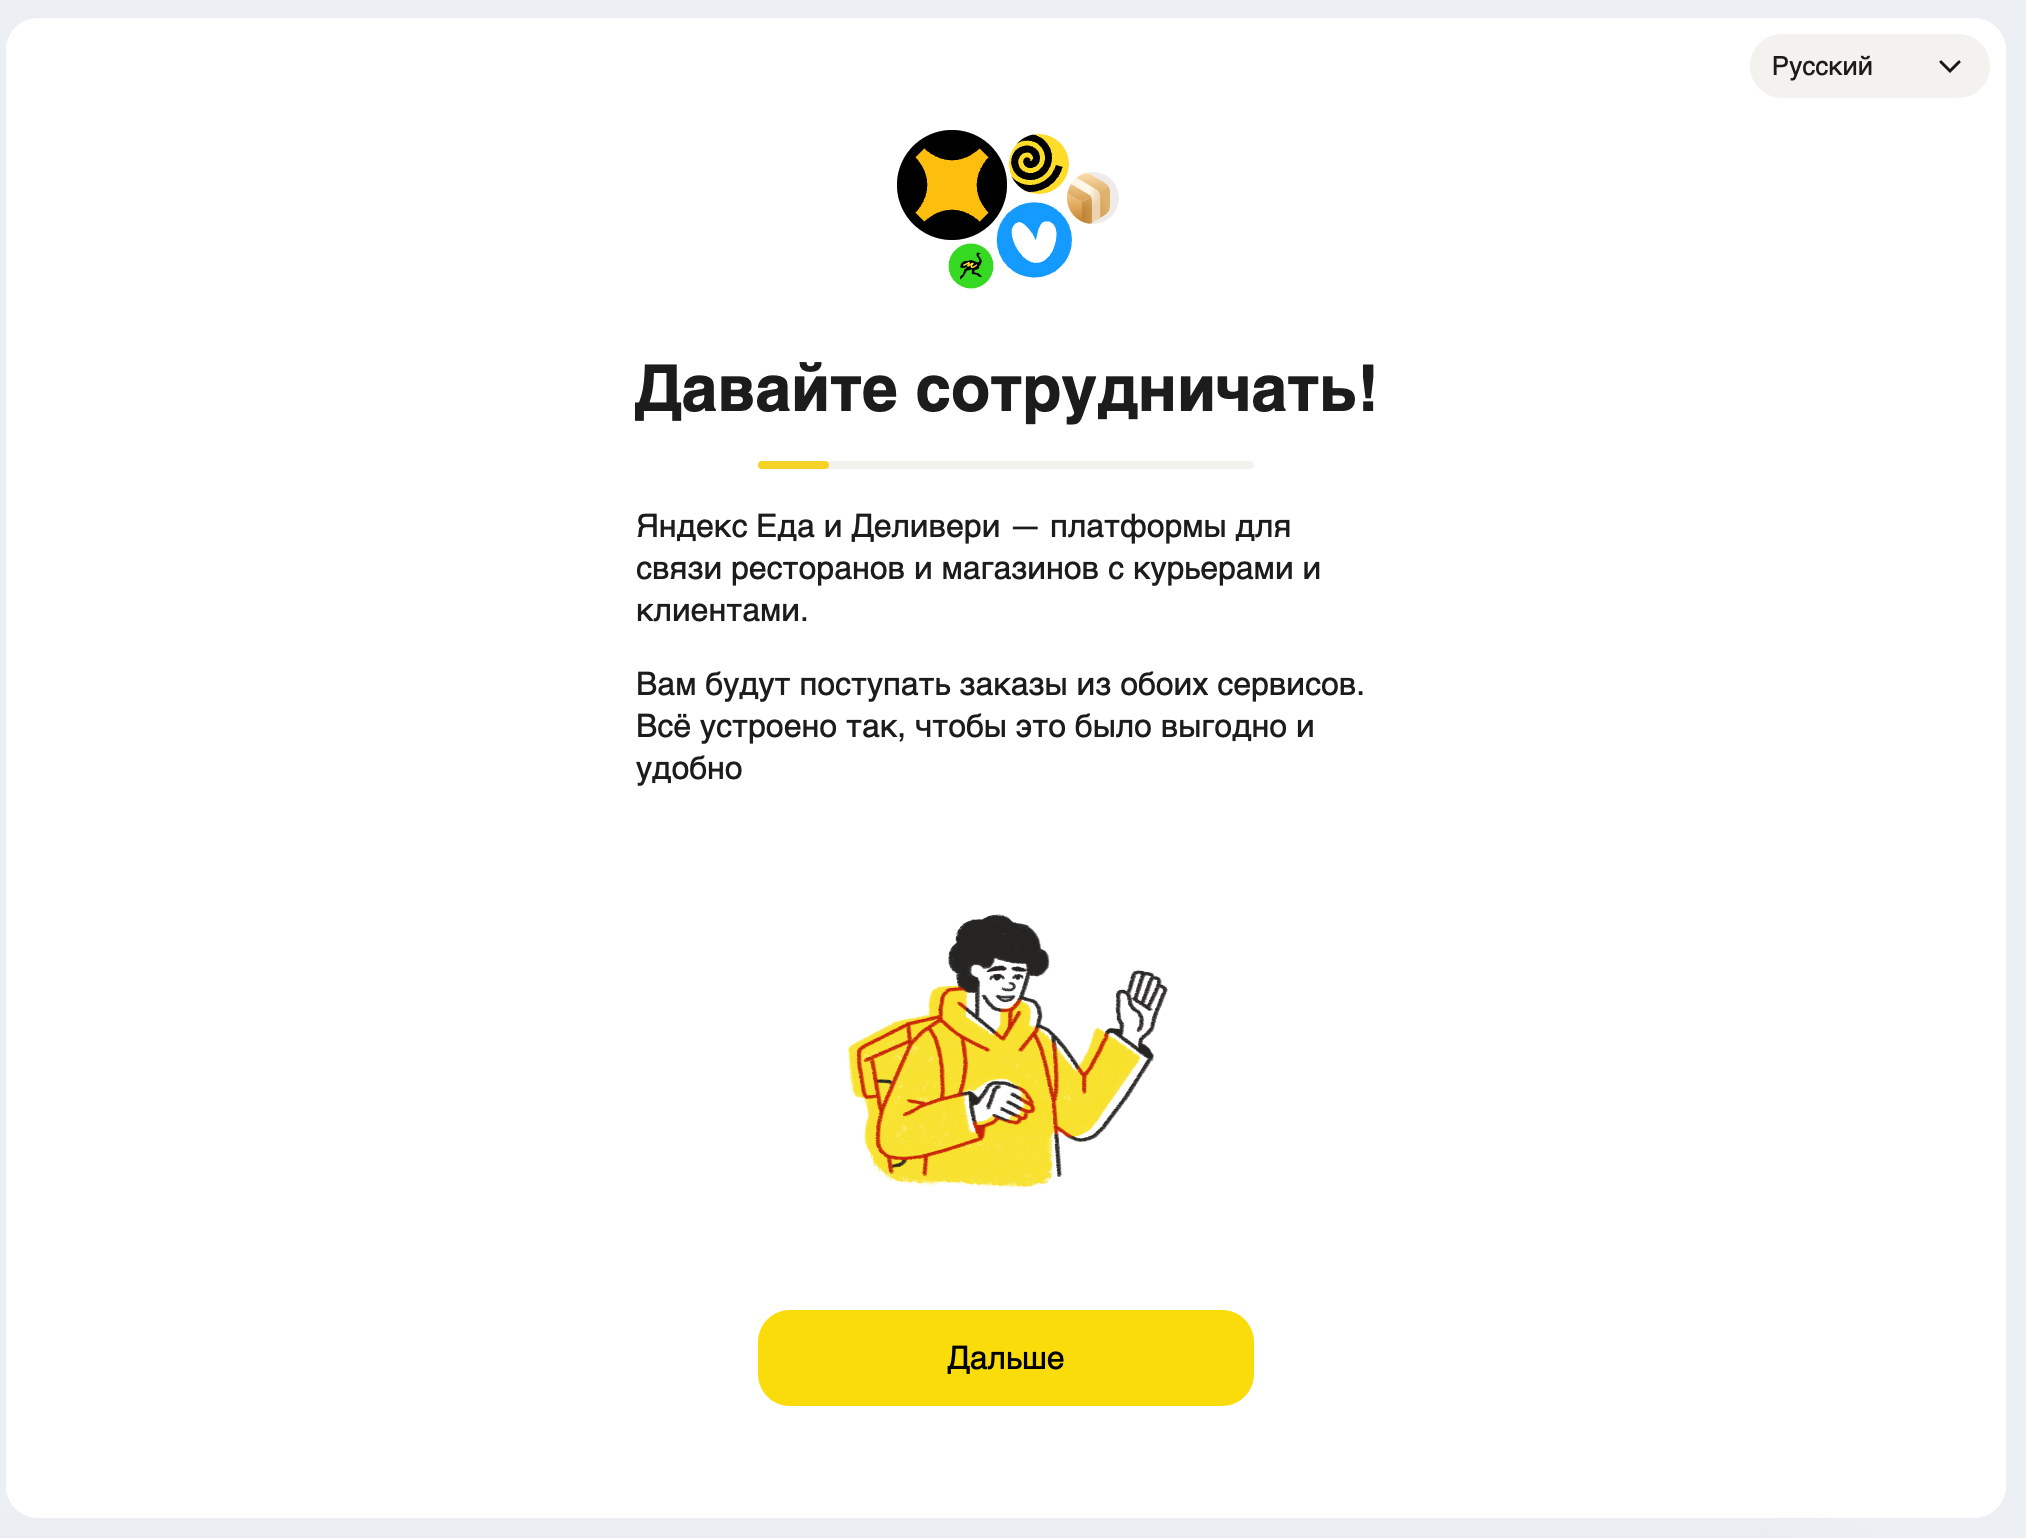 Русский
Давайте сотрудничать!
Яндекс Еда и Деливери — платформы для
связи ресторанов и магазинов с курьерами и
клиентами.
Вам будут поступать заказы из обоих сервисов.
Всё устроено так, чтобы это было выгодно и
удобно
Дальше